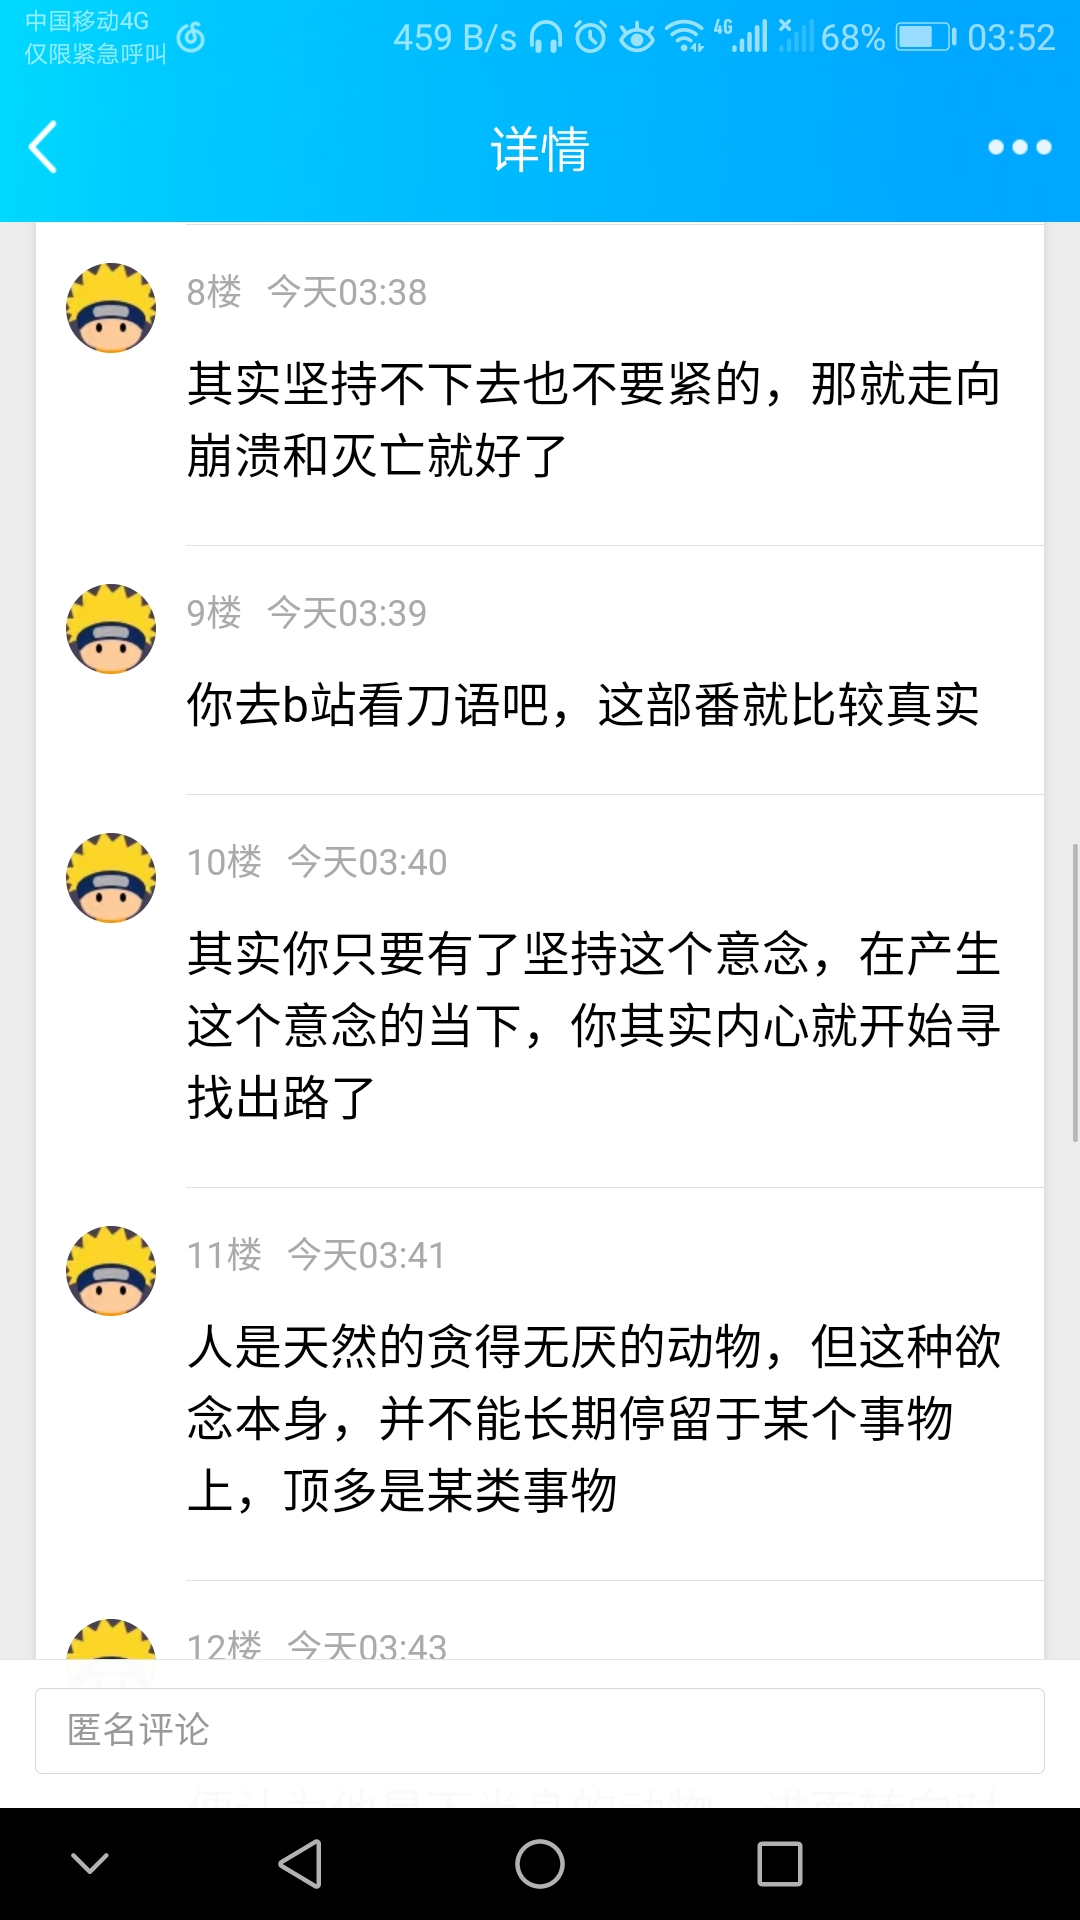 中国移动4G
仅限紧急呼叫
459 B/s 4G 68% 03:52
详情
8楼 今天03:38
其实坚持不下去也不要紧的，那就走向
崩溃和灭亡就好了
9楼 今天03:39
你去b站看刀语吧，这部番就比较真实
10楼 今天03:40
其实你只要有了坚持这个意念，在产生
这个意念的当下，你其实内心就开始寻
找出路了
11楼 今天03:41
人是天然的贪得无厌的动物，但这种欲
念本身，并不能长期停留于某个事物
上，顶多是某类事物
12楼 今天03:43
匿名评论